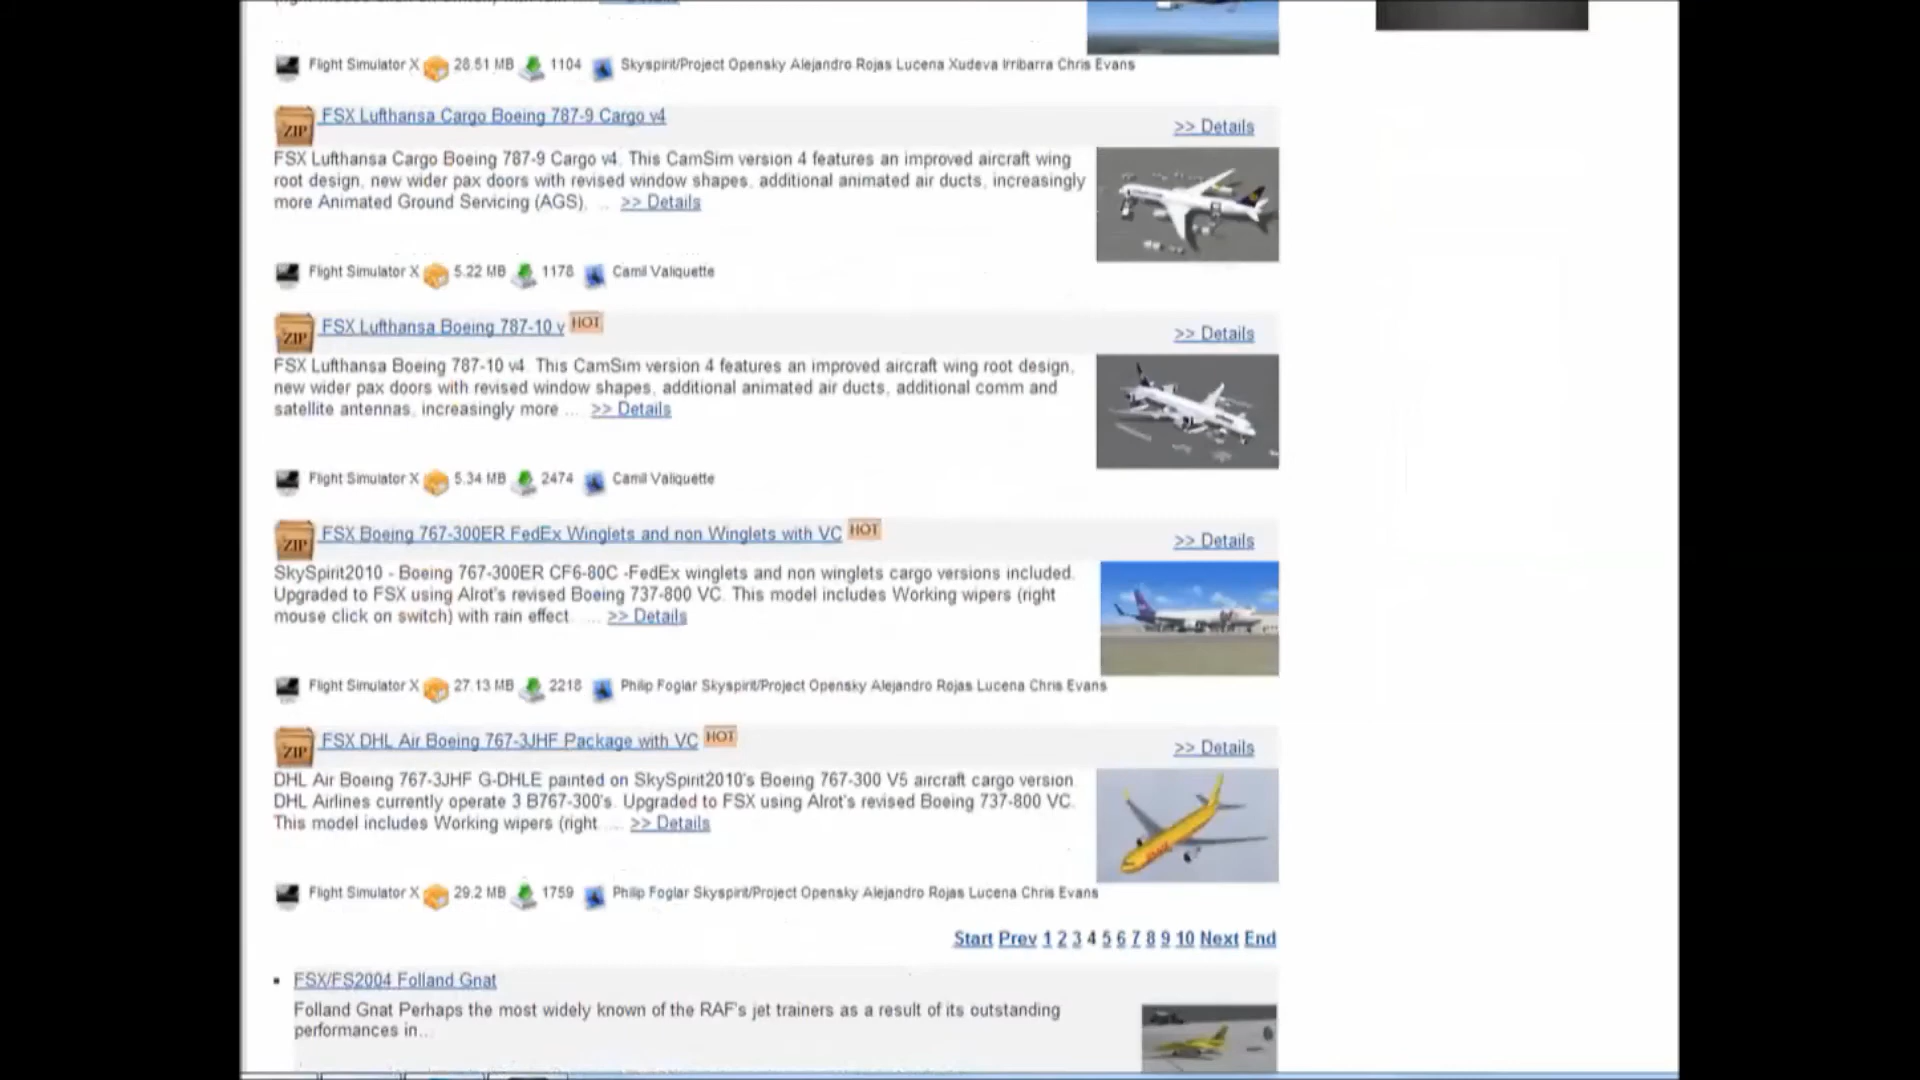 Flight Simulator X 28.51 MB 1104 Skyspirit/Project Opensky Alejandro Rojas Lucena Xudeva Irribarra Chris Evans
ZIP FSX Lufthansa Cargo Boeing 787-9 Cargo v4
>> Details
FSX Lufthansa Cargo Boeing 787-9 Cargo v4. This CamSim version 4 features an improved aircraft wing
root design, new wider pax doors with revised window shapes, additional animated air ducts, increasingly
more Animated Ground Servicing (AGS), ... >> Details
Flight Simulator X 5.22 MB 1178 Camil Valiquette
ZIP FSX Lufthansa Boeing 787-10 v HOT
>> Details
FSX Lufthansa Boeing 787-10 v4. This CamSim version 4 features an improved aircraft wing root design,
new wider pax doors with revised window shapes, additional animated air ducts, additional comm and
satellite antennas, increasingly more ... >> Details
Flight Simulator X 5.34 MB 2474 Camil Valiquette
ZIP FSX Boeing 767-300ER FedEx Winglets and non Winglets with VC HOT
>> Details
SkySpirit2010 - Boeing 767-300ER CF6-80C -FedEx winglets and non winglets cargo versions included.
Upgraded to FSX using Alrot's revised Boeing 737-800 VC. This model includes Working wipers (right
mouse click on switch) with rain effect. ... >> Details
Flight Simulator X 27.13 MB 2218 Philip Foglar Skyspirit/Project Opensky Alejandro Rojas Lucena Chris Evans
ZIP FSX DHL Air Boeing 767-3JHF Package with VC HOT
>> Details
DHL Air Boeing 767-3JHF G-DHLE painted on SkySpirit2010's Boeing 767-300 V5 aircraft cargo version.
DHL Airlines currently operate 3 B767-300's. Upgraded to FSX using Alrot's revised Boeing 737-800 VC.
This model includes Working wipers (right ... >> Details
Flight Simulator X 29.2 MB 1759 Philip Foglar Skyspirit/Project Opensky Alejandro Rojas Lucena Chris Evans
Start Prev 1 2 3 4 5 6 7 8 9 10 Next End
FSX/FS2004 Folland Gnat
Folland Gnat Perhaps the most widely known of the RAF's jet trainers as a result of its outstanding
performances in...